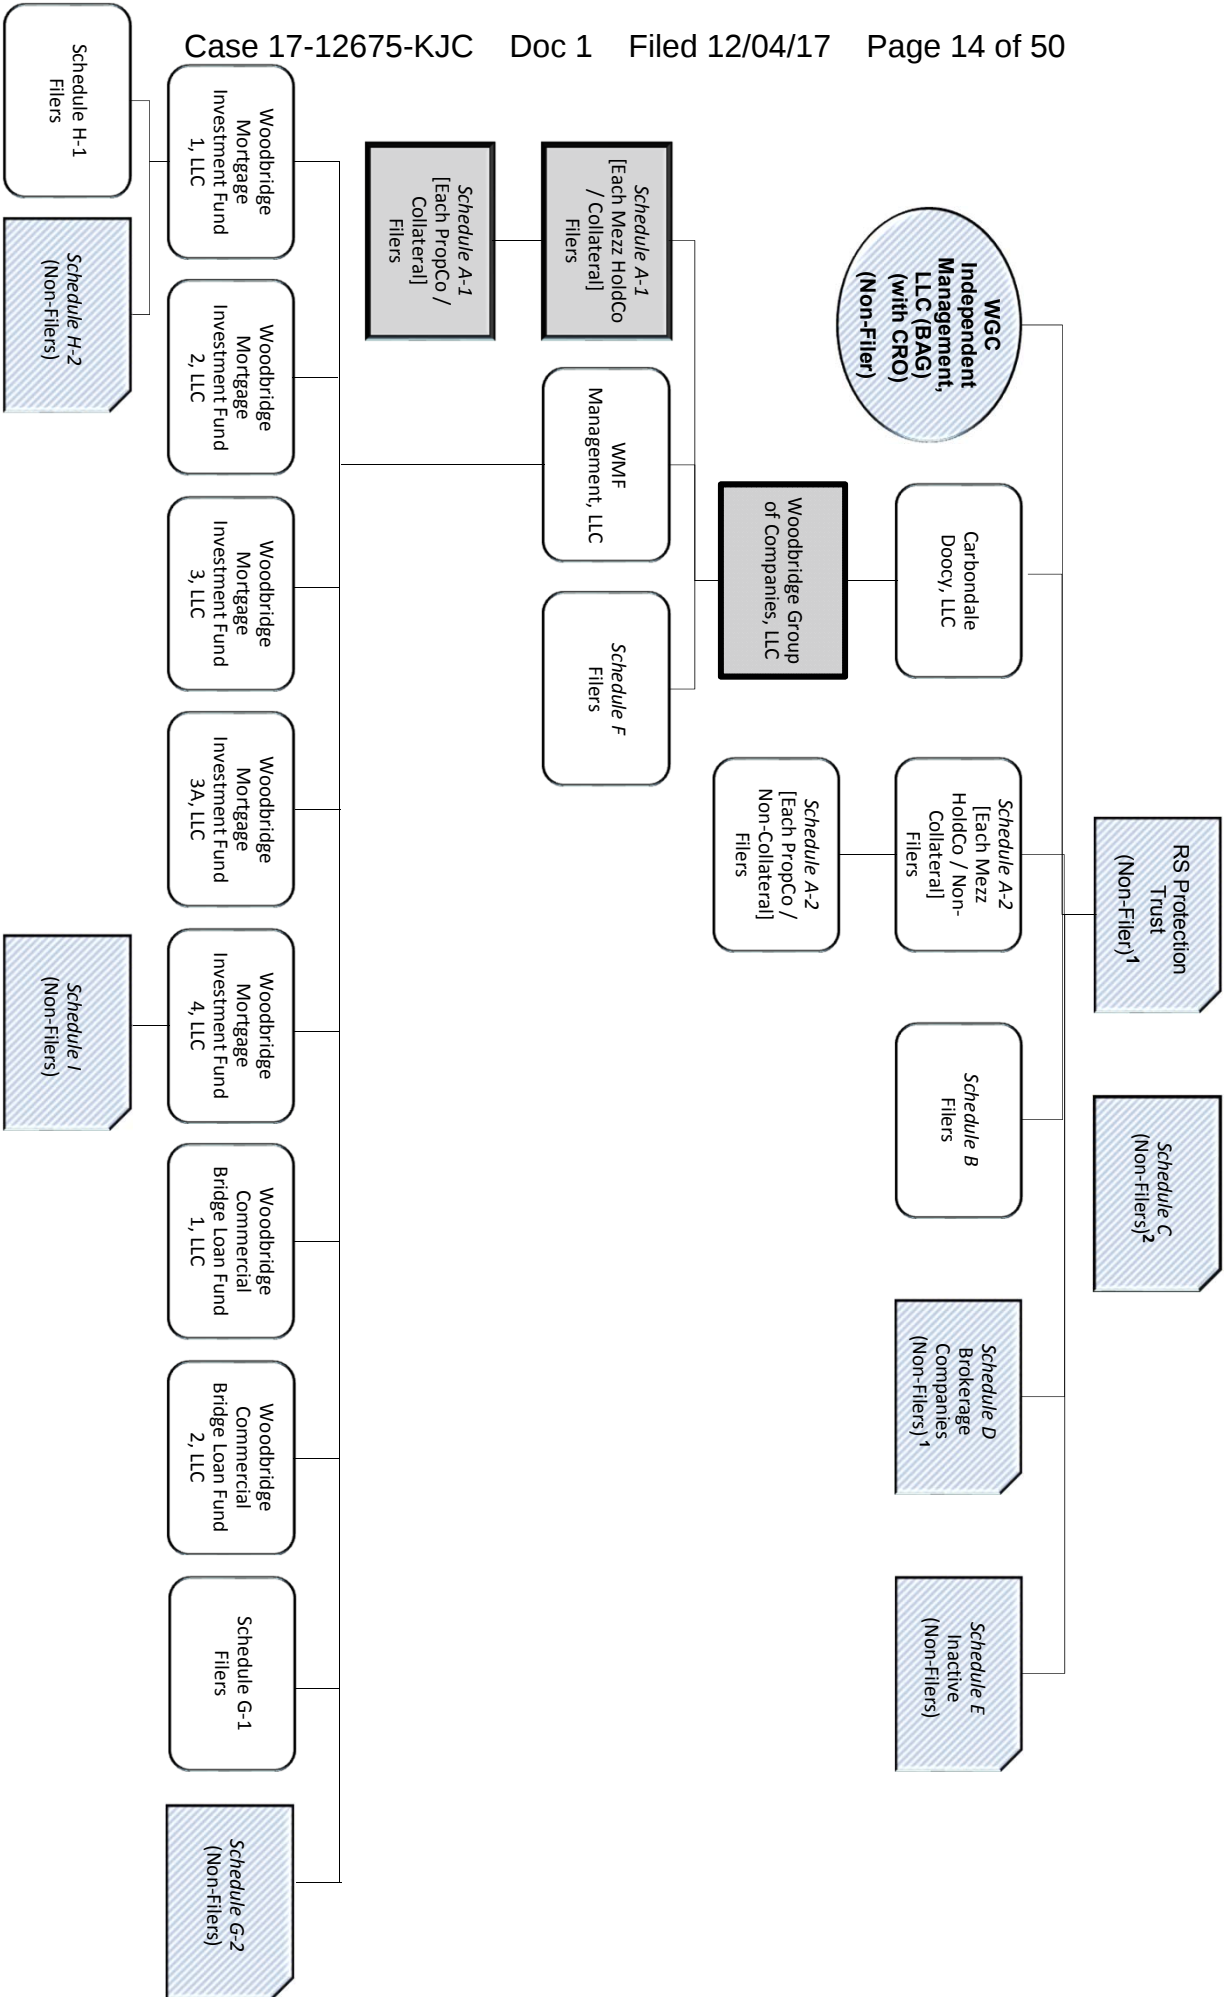 Case 17-12675-KJC Doc 1 Filed 12/04/17 Page 14 of 50
RS Protection
Trust
(Non-Filer)1
Schedule C
(Non-Filers)2
WGC
Independent
Management,
LLC (BAG)
(with CRO)
(Non-Filer)
Carbondale
Doocy, LLC
Schedule A-2
[Each Mezz
HoldCo / Non-
Collateral]
Filers
Schedule B
Filers
Schedule D
Brokerage
Companies
(Non-Filers)1
Schedule E
Inactive
(Non-Filers)
Woodbridge Group
of Companies, LLC
Schedule A-2
[Each PropCo /
Non-Collateral]
Filers
Schedule A-1
[Each Mezz HoldCo
/ Collateral]
Filers
WMF
Management, LLC
Schedule F
Filers
Schedule A-1
[Each PropCo /
Collateral]
Filers
Woodbridge
Mortgage
Investment Fund
1, LLC
Woodbridge
Mortgage
Investment Fund
2, LLC
Woodbridge
Mortgage
Investment Fund
3, LLC
Woodbridge
Mortgage
Investment Fund
3A, LLC
Woodbridge
Mortgage
Investment Fund
4, LLC
Woodbridge
Commercial
Bridge Loan Fund
1, LLC
Woodbridge
Commercial
Bridge Loan Fund
2, LLC
Schedule G-1
Filers
Schedule G-2
(Non-Filers)
Schedule H-1
Filers
Schedule H-2
(Non-Filers)
Schedule I
(Non-Filers)